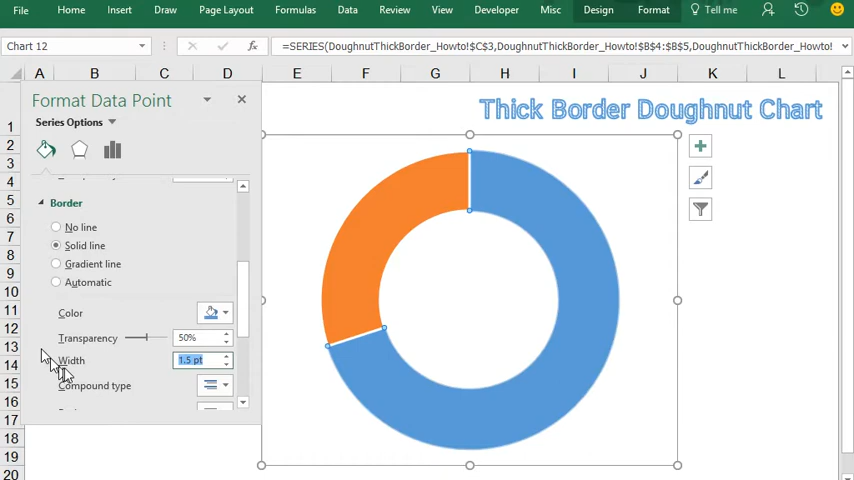 File Home Insert Draw Page Layout Formulas Data Review View Developer Misc Design Format Tell me
Chart 12 fx =SERIES(DoughnutThickBorder_Howto!$C$3,DoughnutThickBorder_Howto!$B$4:$B$5,DoughnutThickBorder_Howto!
A B C D E F G H I J K L
Format Data Point
Series Options
Thick Border Doughnut Chart
1
2
3
4
5
6
7
8
9
10
11
12
13
14
15
16
17
18
19
20
Border
No line
Solid line
Gradient line
Automatic
Color
Transparency 50%
Width 1.5 pt
Compound type